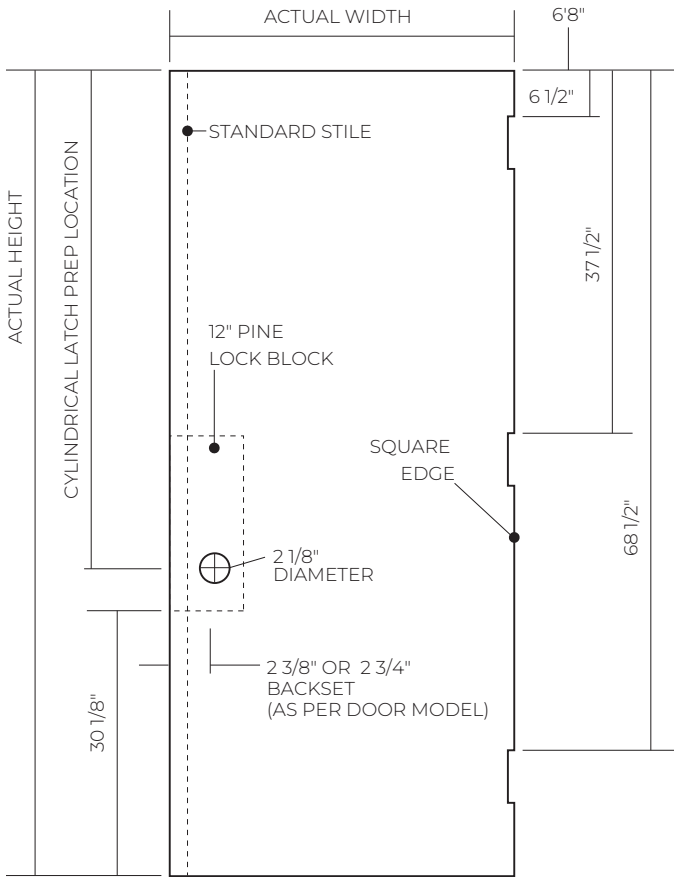 ACTUAL WIDTH
6'8"
6 1/2"
STANDARD STILE
ACTUAL HEIGHT
CYLINDRICAL LATCH PREP LOCATION
37 1/2"
12" PINE
LOCK BLOCK
SQUARE
EDGE
68 1/2"
2 1/8"
DIAMETER
2 3/8" OR 2 3/4"
BACKSET
(AS PER DOOR MODEL)
30 1/8"